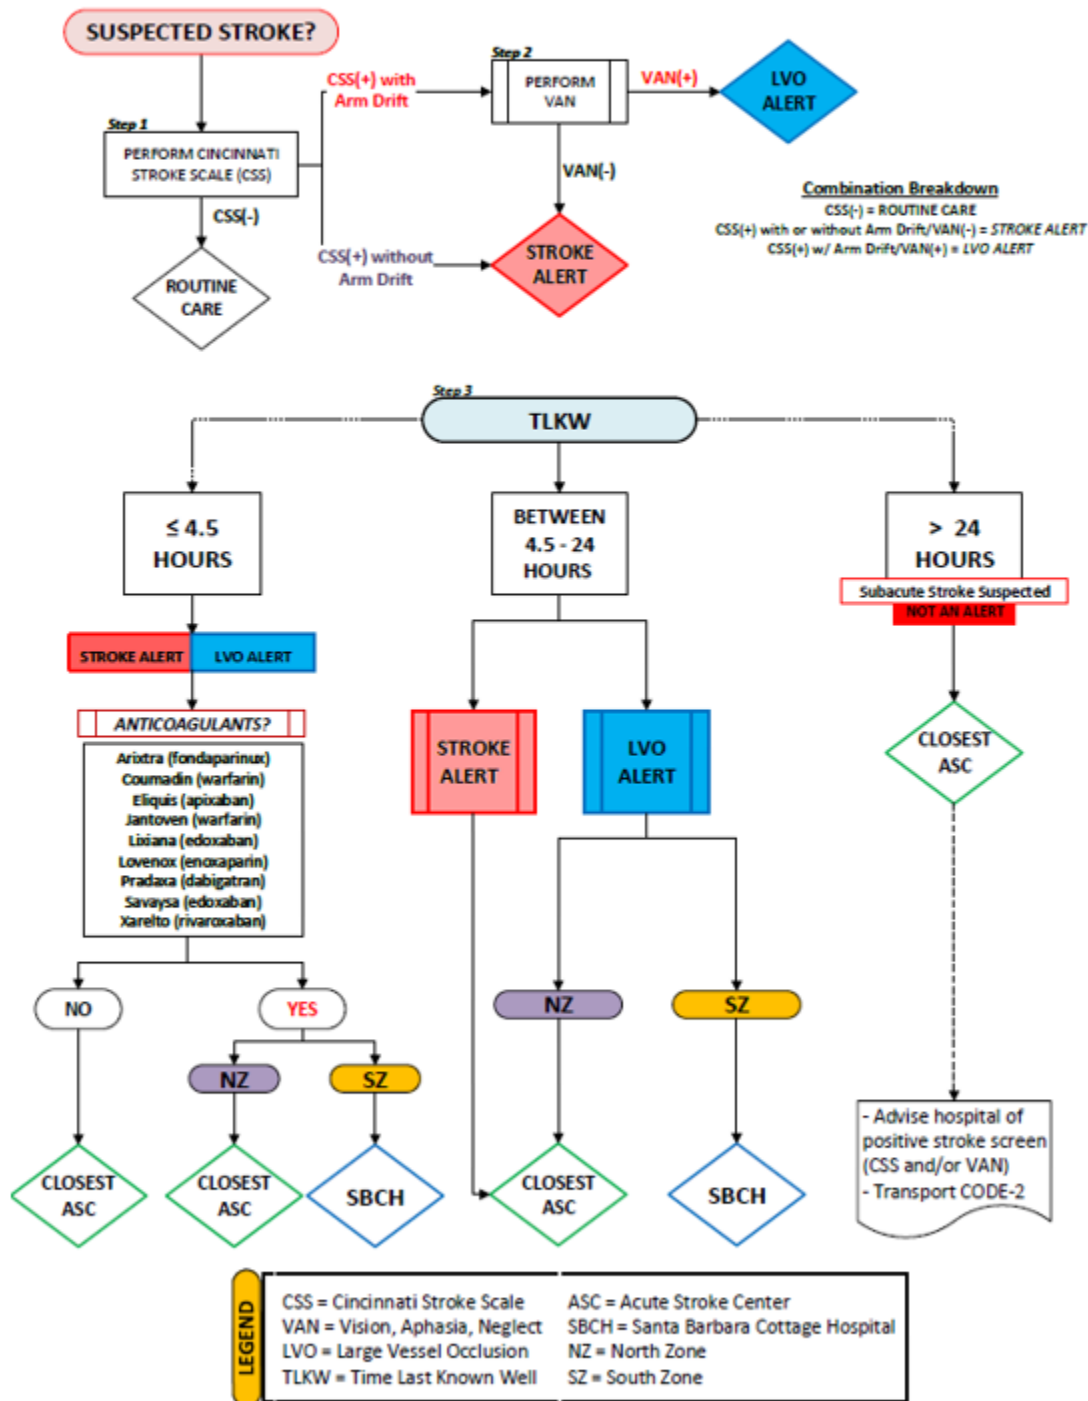 SUSPECTED STROKE?
Step 1
PERFORM CINCINNATI
STROKE SCALE (CSS)
CSS(-)
ROUTINE
CARE
CSS(+) with
Arm Drift
CSS(+) without
Arm Drift
Step 2
PERFORM
VAN
VAN(+)
VAN(-)
LVO
ALERT
STROKE
ALERT
Combination Breakdown
CSS(-) = ROUTINE CARE
CSS(+) with or without Arm Drift/VAN(-) = STROKE ALERT
CSS(+) w/ Arm Drift/VAN(+) = LVO ALERT
Step 3
TLKW
≤ 4.5
HOURS
STROKE ALERT
LVO ALERT
ANTICOAGULANTS?
Arixtra (fondaparinux)
Coumadin (warfarin)
Eliquis (apixaban)
Jantoven (warfarin)
Lixiana (edoxaban)
Lovenox (enoxaparin)
Pradaxa (dabigatran)
Savaysa (edoxaban)
Xarelto (rivaroxaban)
NO
YES
NZ
SZ
CLOSEST
ASC
CLOSEST
ASC
SBCH
BETWEEN
4.5 - 24
HOURS
STROKE
ALERT
LVO
ALERT
NZ
SZ
CLOSEST
ASC
SBCH
> 24
HOURS
Subacute Stroke Suspected
NOT AN ALERT
CLOSEST
ASC
- Advise hospital of
positive stroke screen
(CSS and/or VAN)
- Transport CODE-2
LEGEND
CSS = Cincinnati Stroke Scale
VAN = Vision, Aphasia, Neglect
LVO = Large Vessel Occlusion
TLKW = Time Last Known Well
ASC = Acute Stroke Center
SBCH = Santa Barbara Cottage Hospital
NZ = North Zone
SZ = South Zone